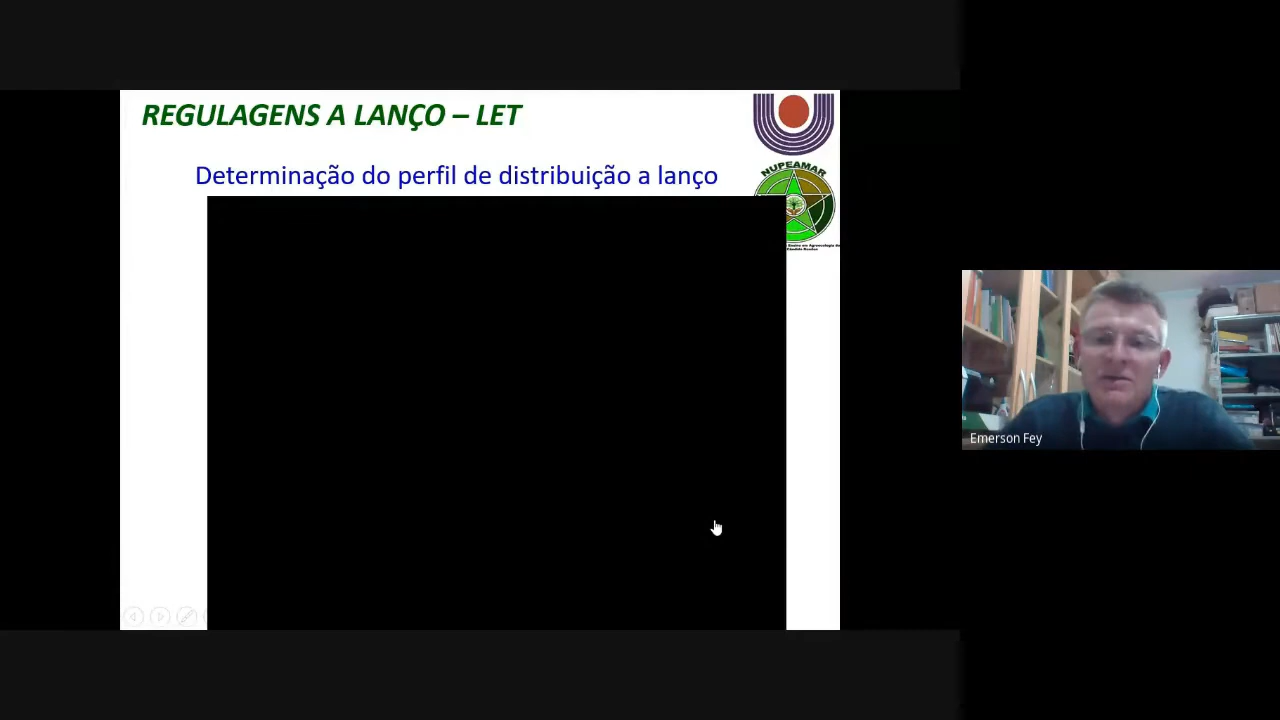 REGULAGENS A LANÇO – LET
Determinação do perfil de distribuição a lanço
NUPEAMAR
Emerson Fey